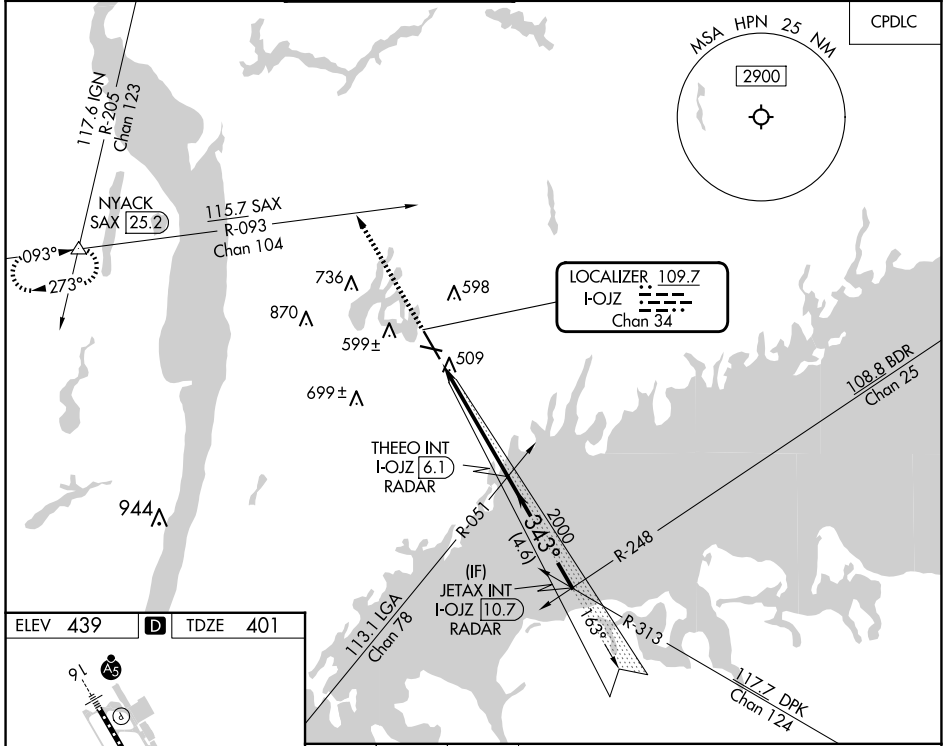 CPDLC
MSA HPN 25 NM
2900
117.6 IGN
R-205
Chan 123
NYACK
SAX 25.2
115.7 SAX
R-093
Chan 104
093°
273°
736
598
870
599±
509
699±
944
LOCALIZER 109.7
I-OJZ
Chan 34
108.8 BDR
Chan 25
R-248
THEEO INT
I-OJZ 6.1
RADAR
R-051
113.1 LGA
Chan 78
2000
343°
(4.6)
(IF)
JETAX INT
I-OJZ 10.7
RADAR
163°
R-313
117.7 DPK
Chan 124
ELEV 439 D TDZE 401
A5